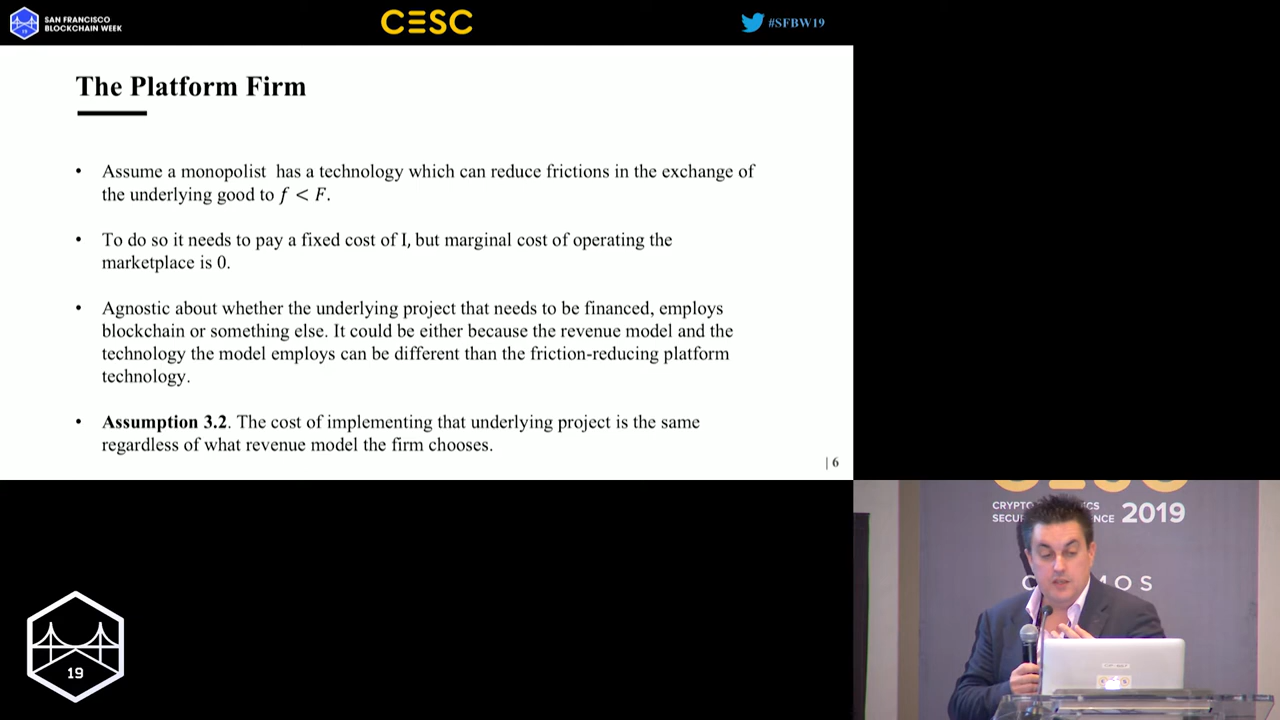 SAN FRANCISCO
BLOCKCHAIN WEEK
19
CESC
#SFBW19
The Platform Firm
• Assume a monopolist has a technology which can reduce frictions in the exchange of
the underlying good to f < F.
• To do so it needs to pay a fixed cost of I, but marginal cost of operating the
marketplace is 0.
• Agnostic about whether the underlying project that needs to be financed, employs
blockchain or something else. It could be either because the revenue model and the
technology the model employs can be different than the friction-reducing platform
technology.
• Assumption 3.2. The cost of implementing that underlying project is the same
regardless of what revenue model the firm chooses.
| 6
2019
19